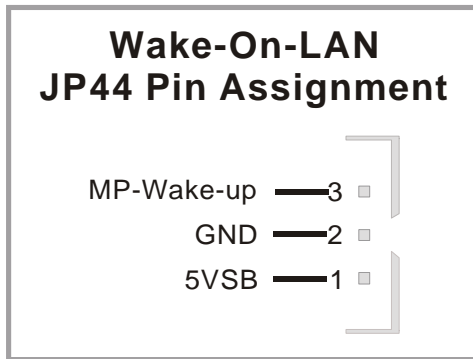 Wake-On-LAN
JP44 Pin Assignment
MP-Wake-up 3
GND 2
5VSB 1